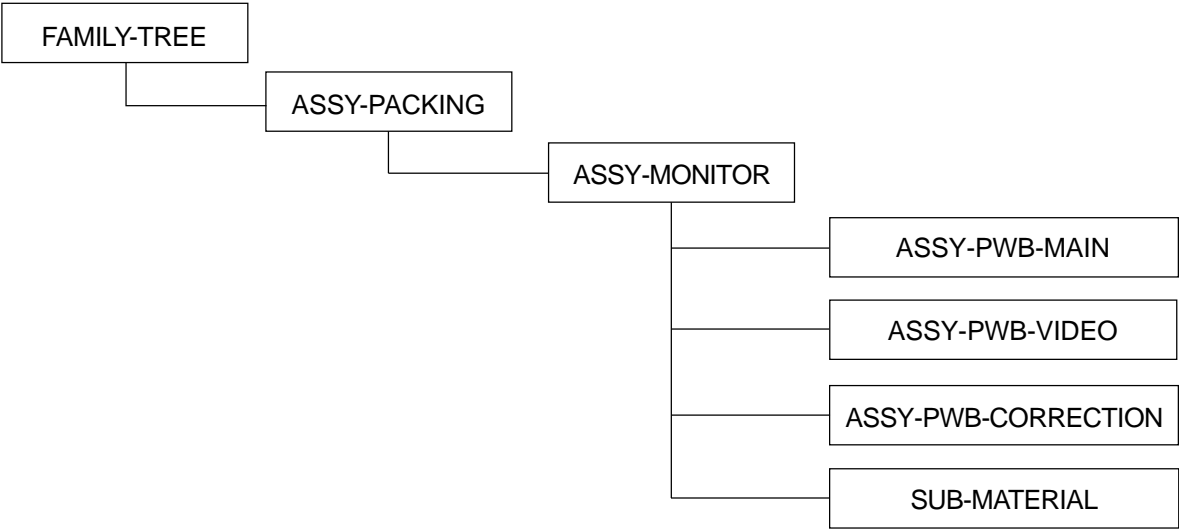 FAMILY-TREE
ASSY-PACKING
ASSY-MONITOR
ASSY-PWB-MAIN
ASSY-PWB-VIDEO
ASSY-PWB-CORRECTION
SUB-MATERIAL